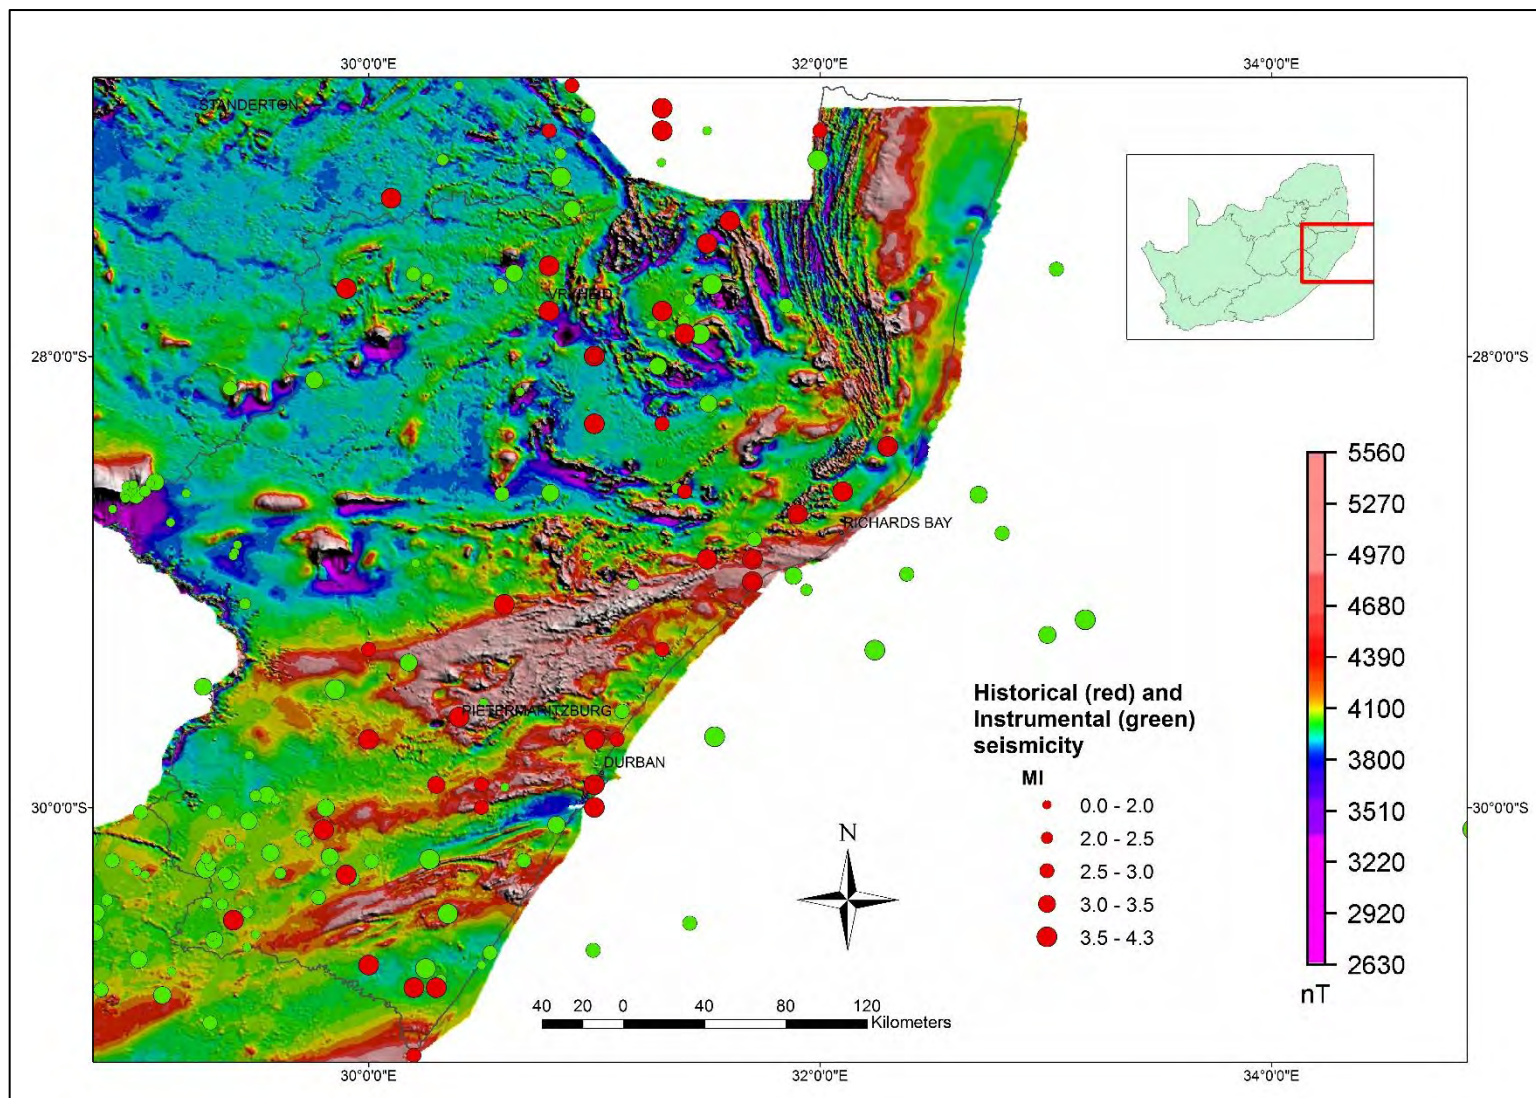 30°0'0"E
32°0'0"E
34°0'0"E
STANDERTON
VRYHEID
28°0'0"S
28°0'0"S
RICHARDS BAY
PIETERMARITZBURG
DURBAN
30°0'0"S
30°0'0"S
Historical (red) and
Instrumental (green)
seismicity
Ml
0.0 - 2.0
2.0 - 2.5
2.5 - 3.0
3.0 - 3.5
3.5 - 4.3
N
40 20 0 40 80 120
Kilometers
5560
5270
4970
4680
4390
4100
3800
3510
3220
2920
2630
nT
30°0'0"E
32°0'0"E
34°0'0"E